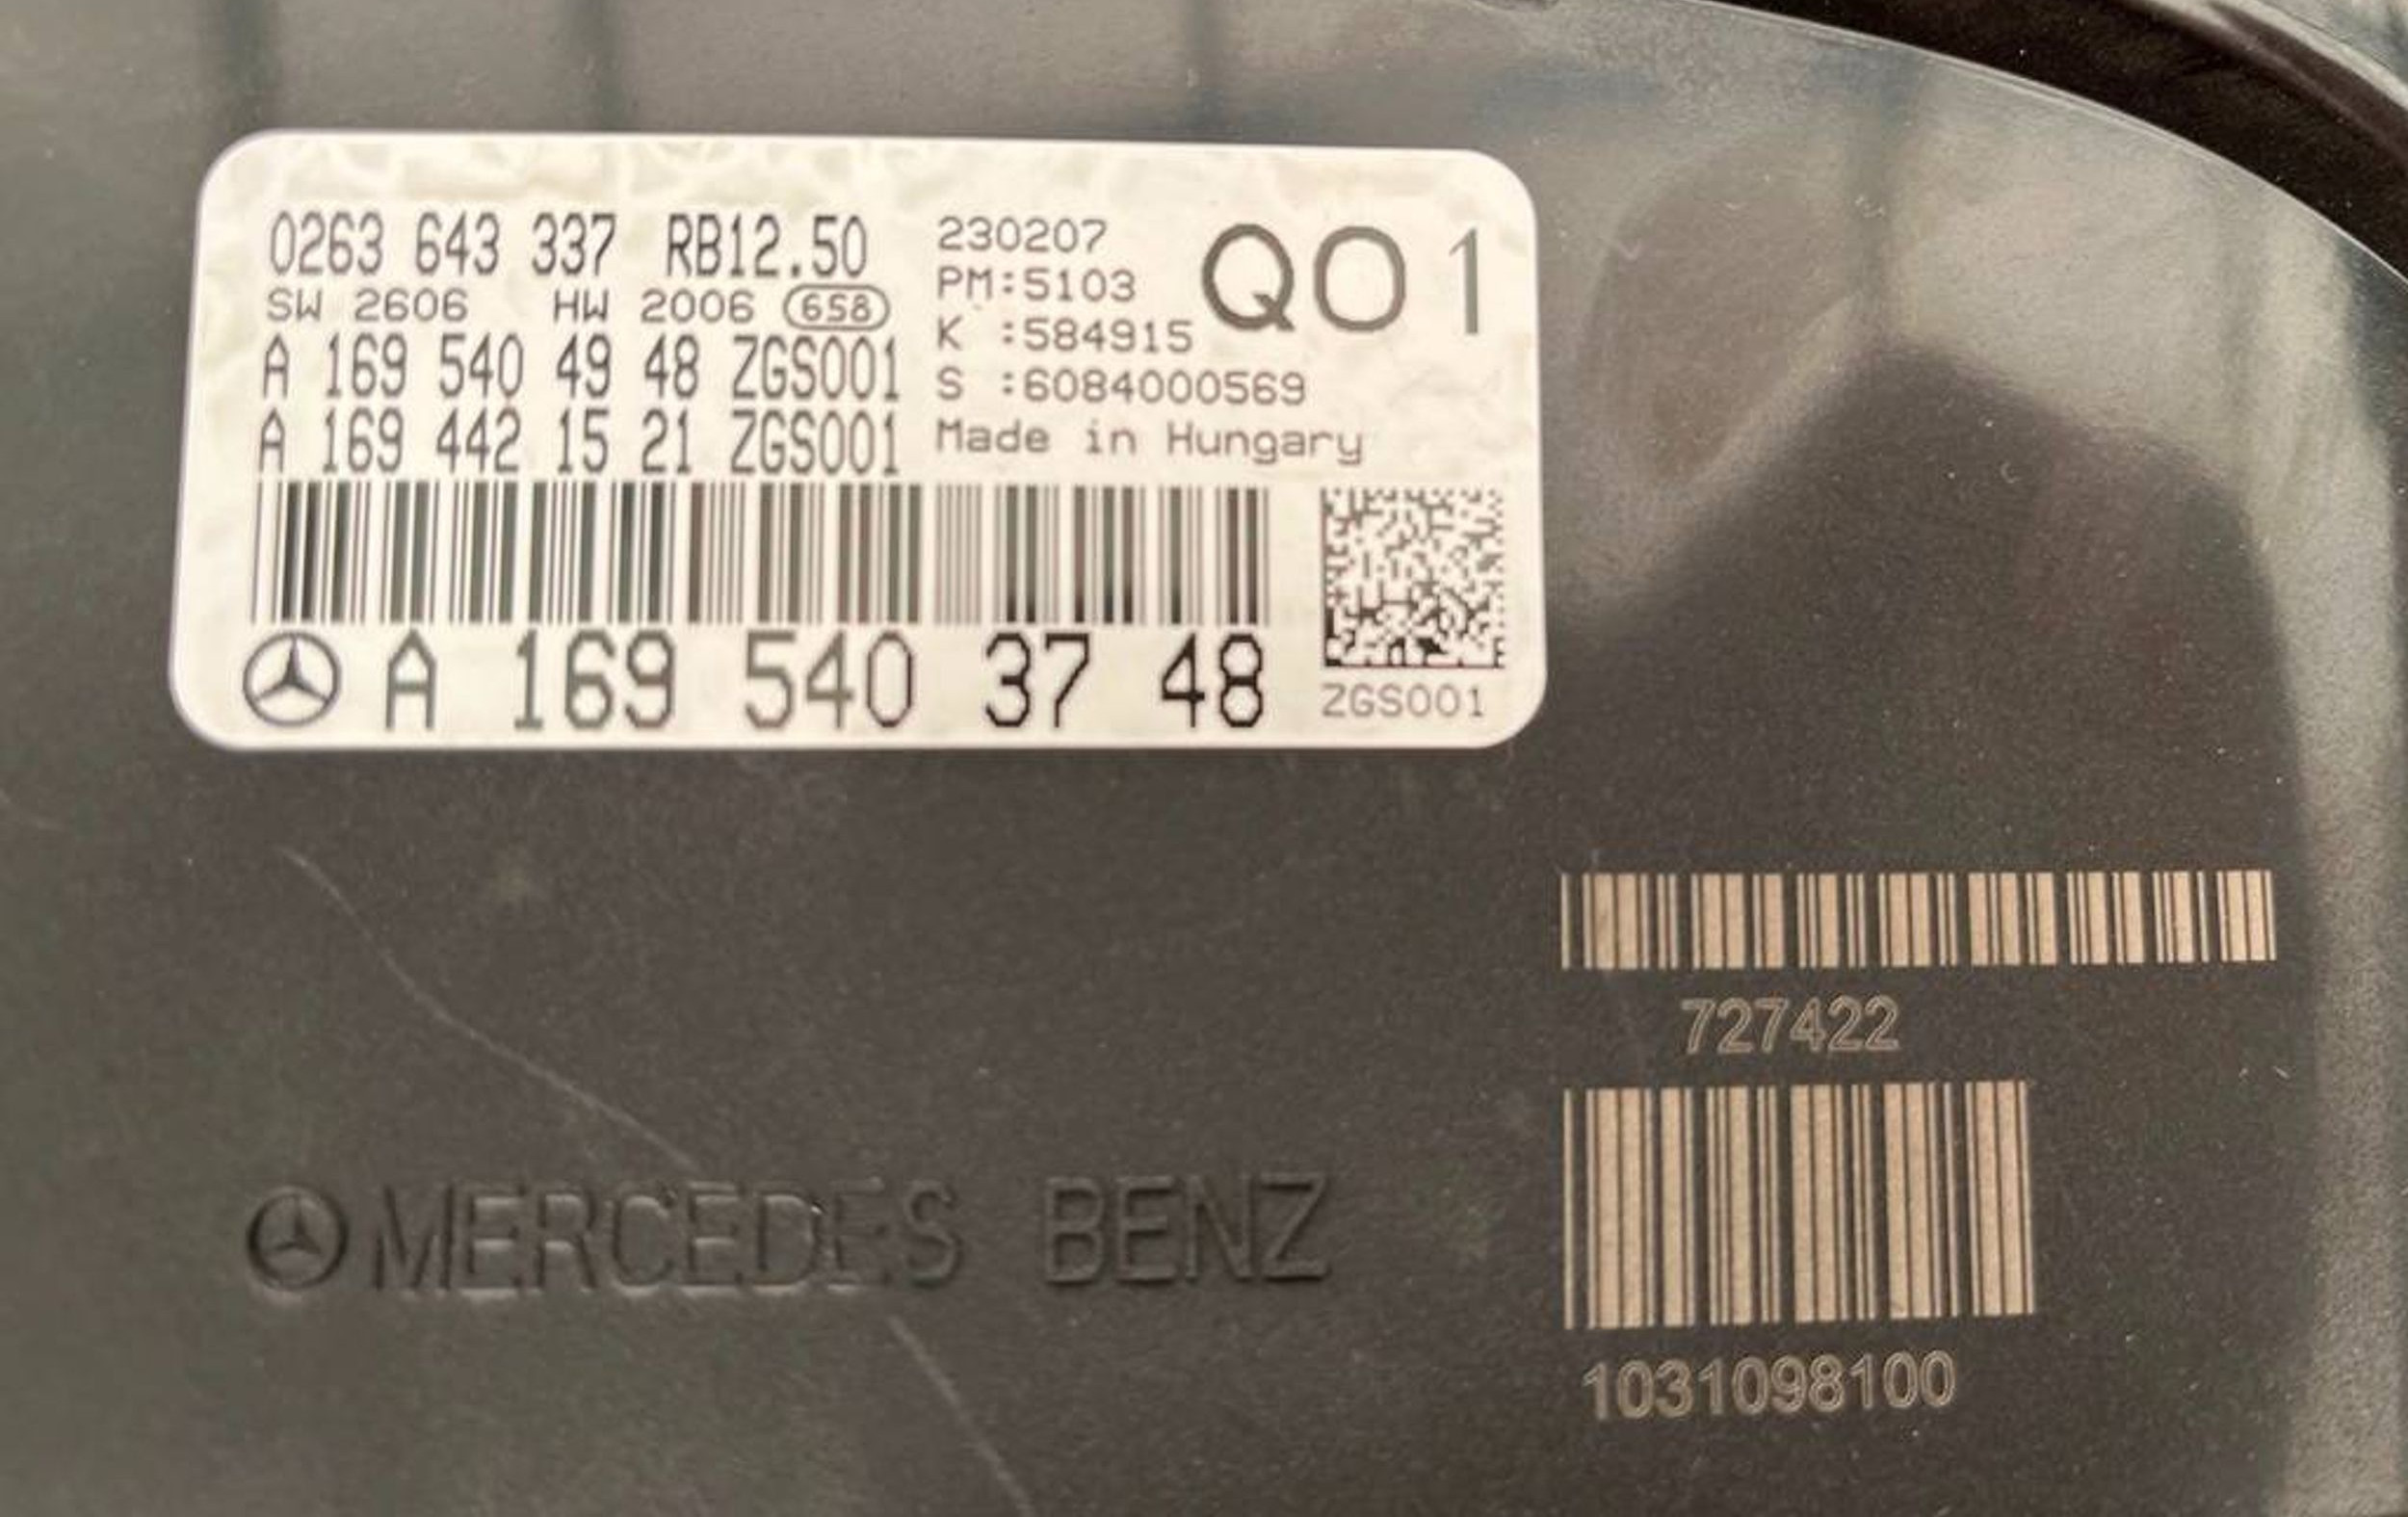 0263 643 337 RB12.50
SW 2606 HW 2006 658
A 169 540 49 48 ZGS001
A 169 442 15 21 ZGS001
230207
PM:5103
K :584915
S :6084000569
Made in Hungary
QO1
A 169 540 37 48
ZGS001
727422
1031098100
MERCEDES BENZ